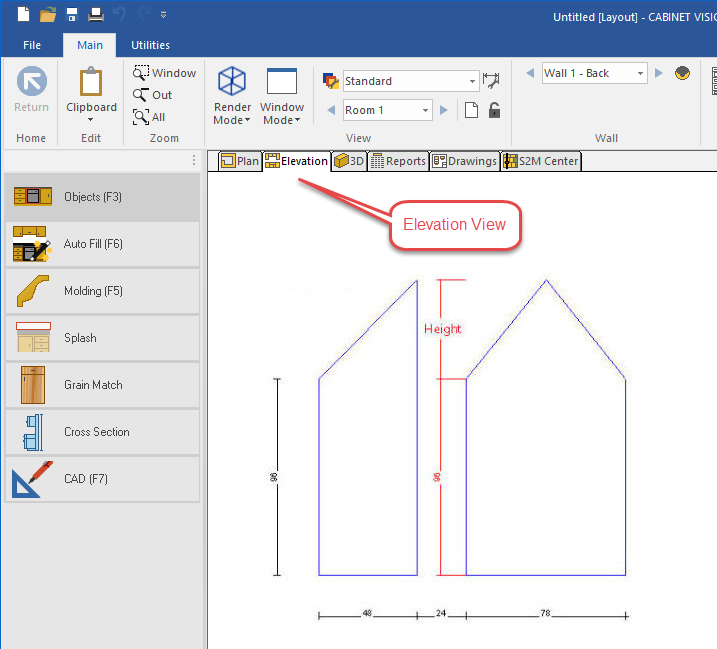 Untitled [Layout] - CABINET VISIO
File Main Utilities
Return
Clipboard
Window
Out
All
Render
Mode
Window
Mode
Standard
Room 1
Wall 1 - Back
Home Edit Zoom View Wall
Plan Elevation 3D Reports Drawings S2M Center
Objects (F3)
Auto Fill (F6)
Molding (F5)
Splash
Grain Match
Cross Section
CAD (F7)
Elevation View
Height
96
96
48 24 78